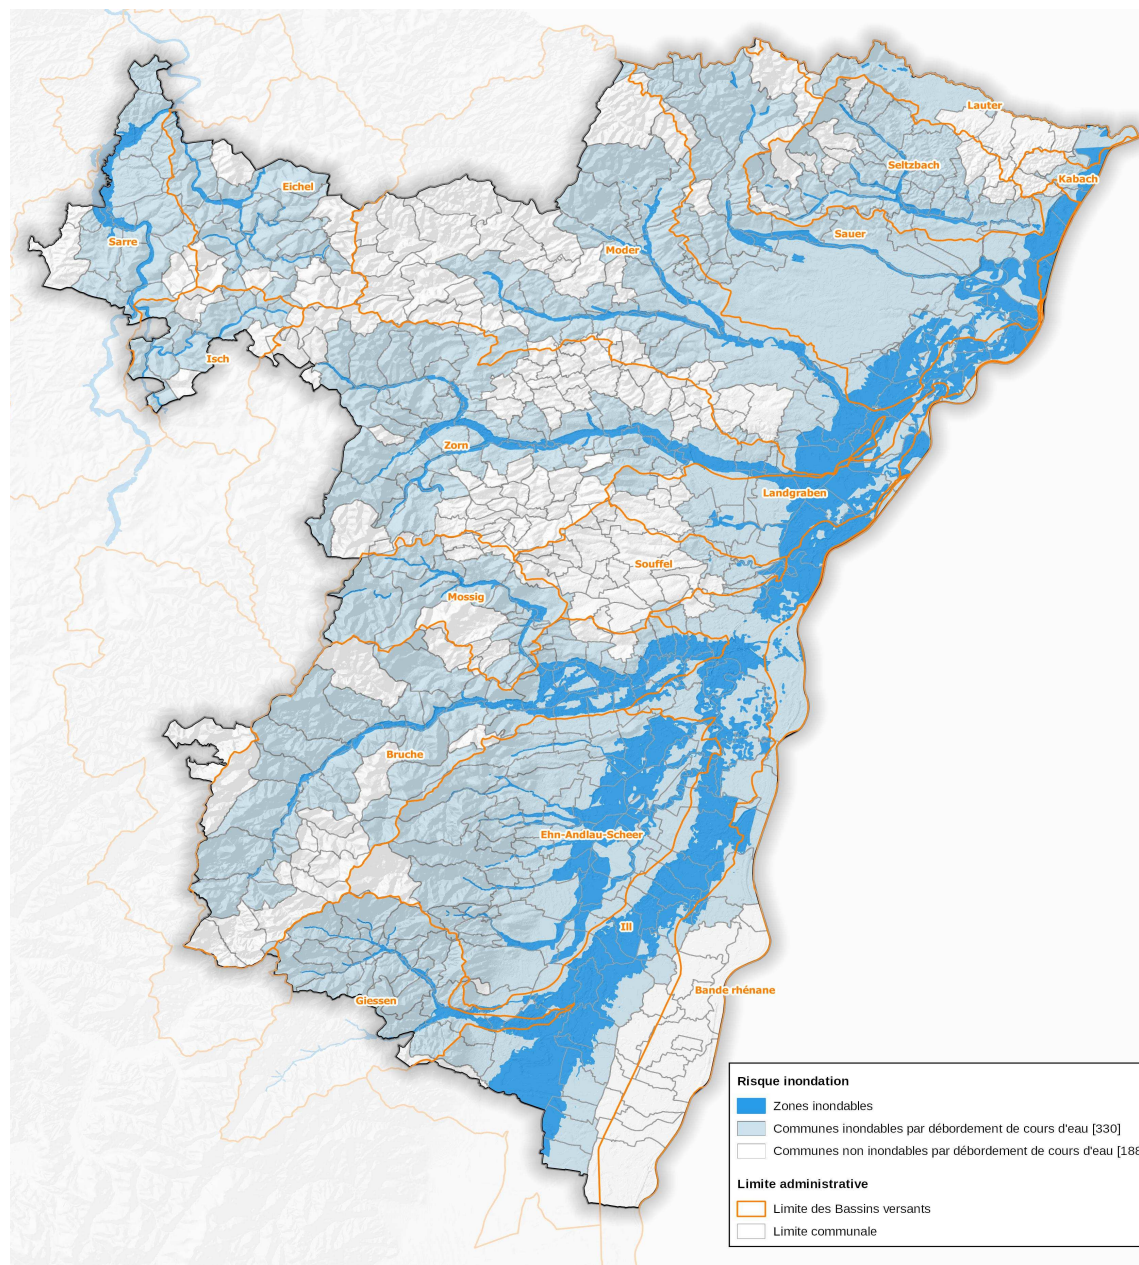 Lauter
Seltzbach
Kabach
Eichel
Sauer
Sarre
Moder
Isch
Zorn
Landgraben
Souffel
Mossig
Bruche
Ehn-Andlau-Scheer
Ill
Bande rhénane
Giessen
Risque inondation
Zones inondables
Communes inondables par débordement de cours d'eau [330]
Communes non inondables par débordement de cours d'eau [188
Limite administrative
Limite des Bassins versants
Limite communale